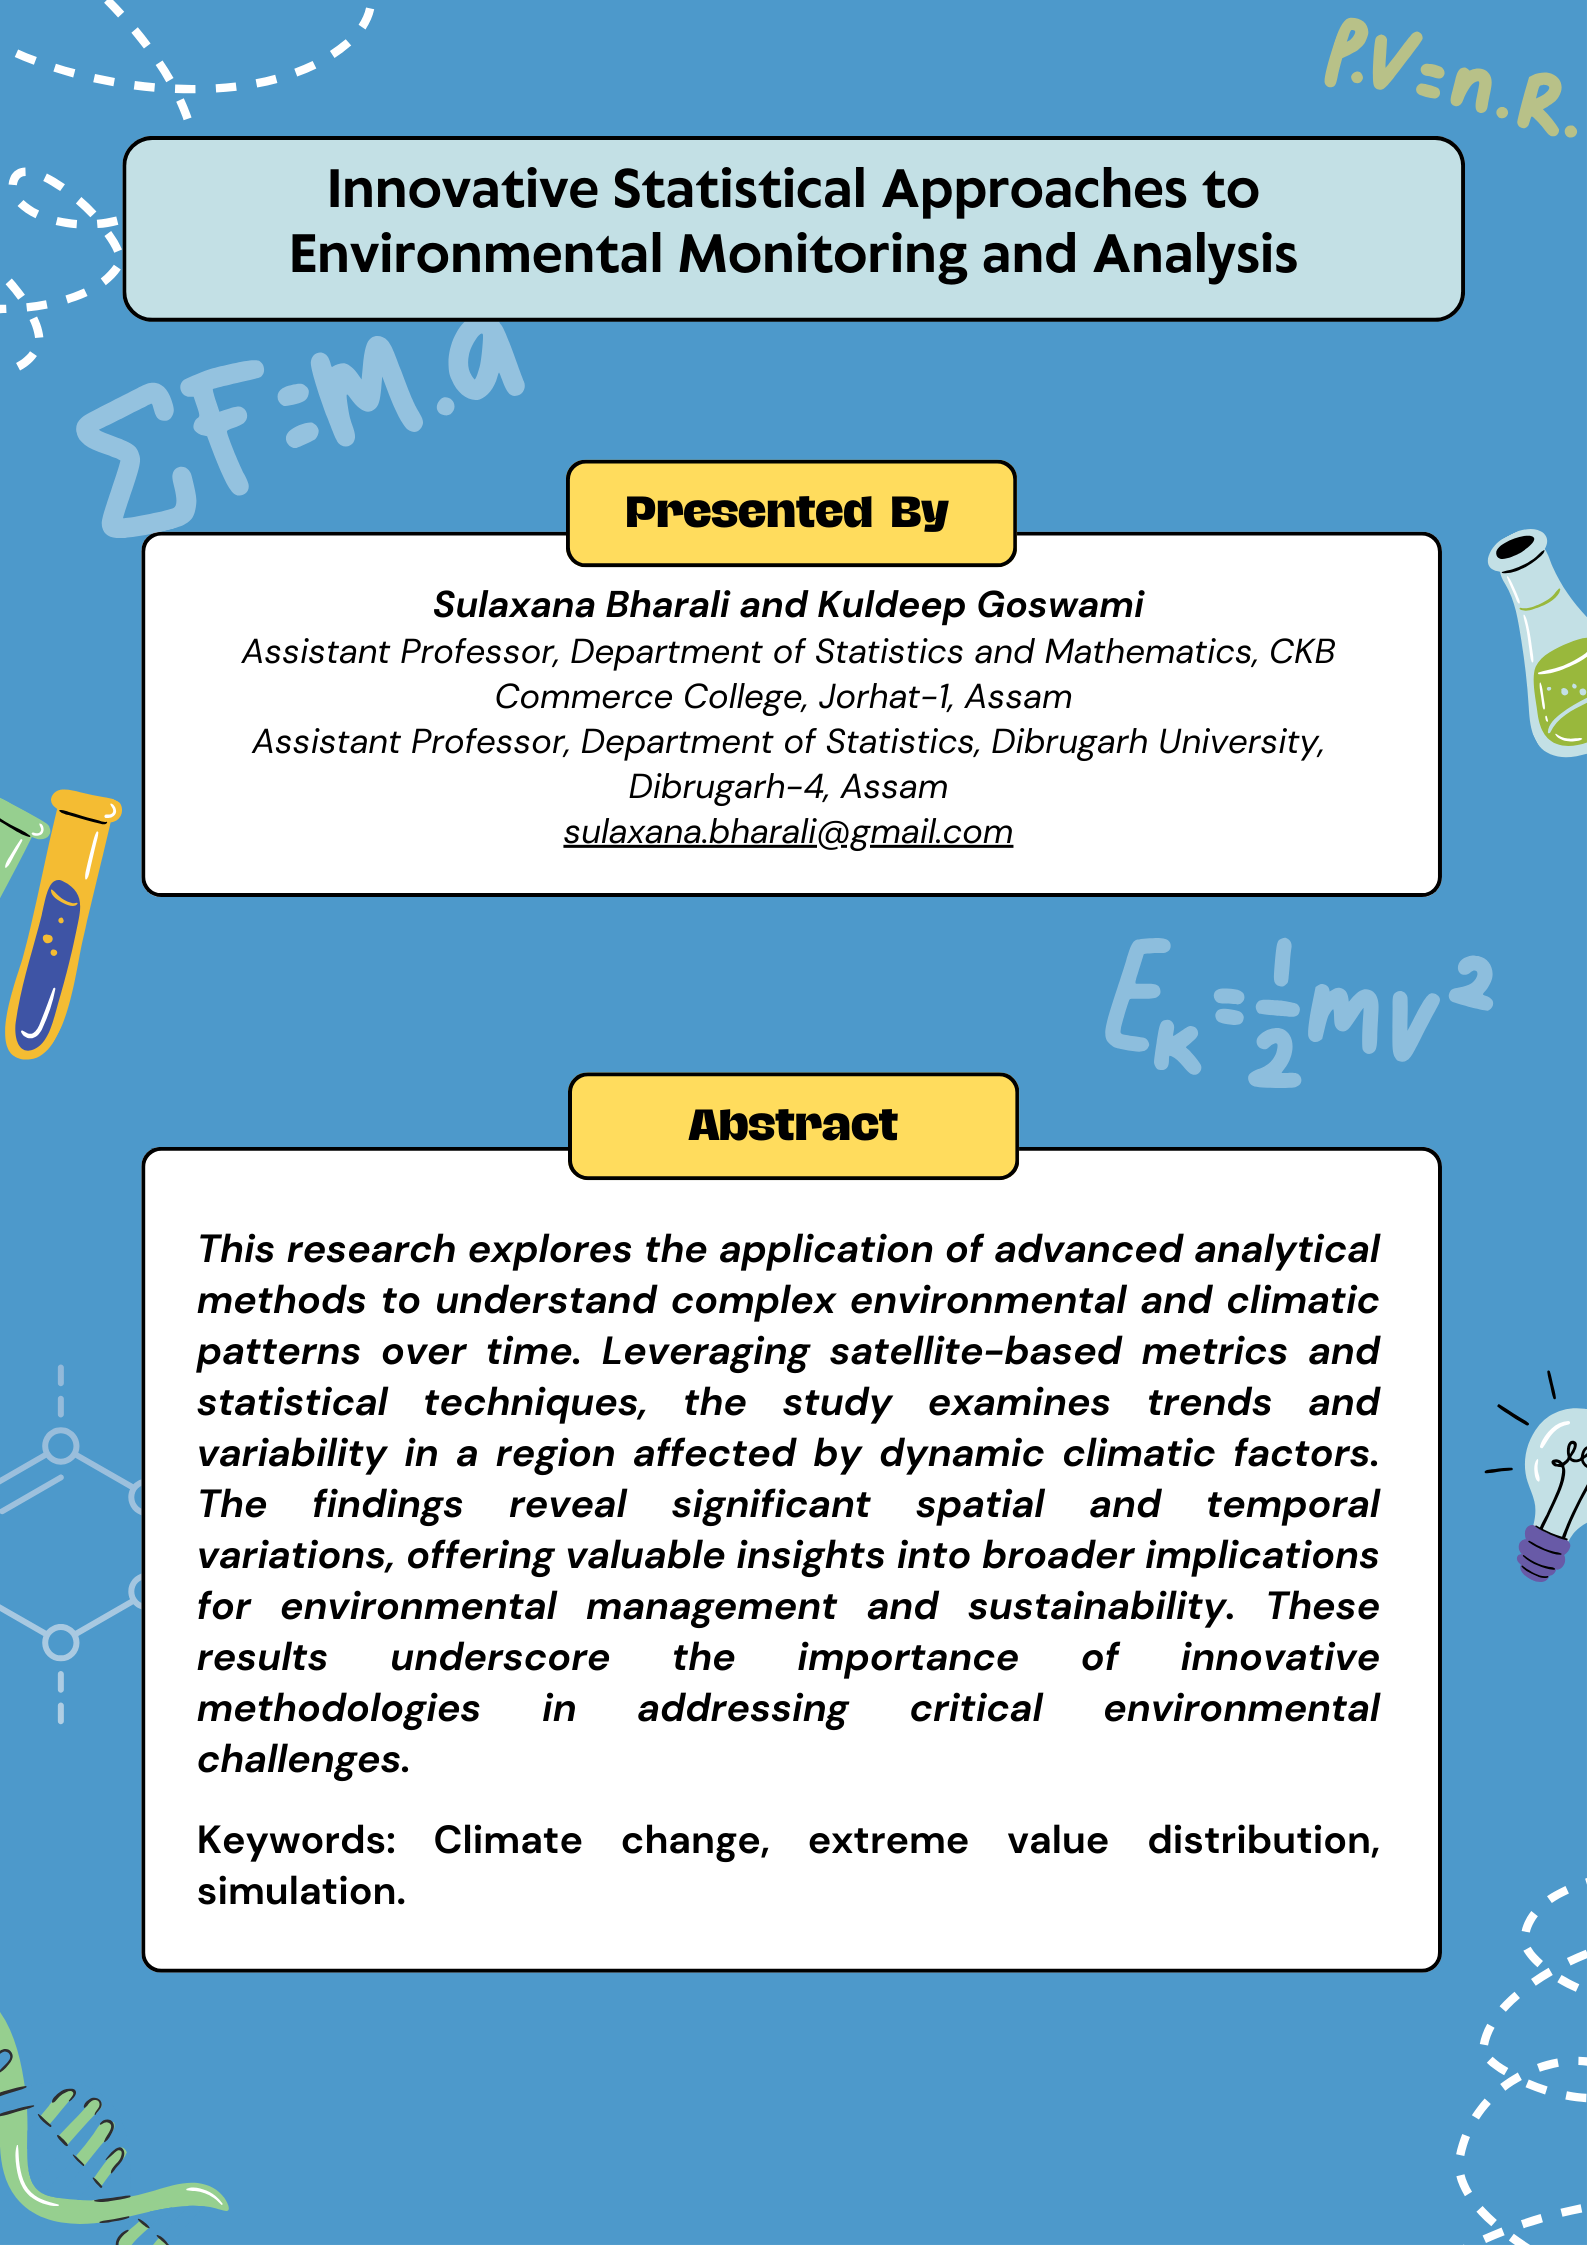 P.V=n.R.
Innovative Statistical Approaches to
Environmental Monitoring and Analysis
ΣF=M.a
Presented By
Sulaxana Bharali and Kuldeep Goswami
Assistant Professor, Department of Statistics and Mathematics, CKB
Commerce College, Jorhat-1, Assam
Assistant Professor, Department of Statistics, Dibrugarh University,
Dibrugarh-4, Assam
sulaxana.bharali@gmail.com
Eₖ=½mv²
Abstract
This research explores the application of advanced analytical
methods to understand complex environmental and climatic
patterns over time. Leveraging satellite-based metrics and
statistical techniques, the study examines trends and
variability in a region affected by dynamic climatic factors.
The findings reveal significant spatial and temporal
variations, offering valuable insights into broader implications
for environmental management and sustainability. These
results underscore the importance of innovative
methodologies in addressing critical environmental
challenges.
Keywords: Climate change, extreme value distribution,
simulation.